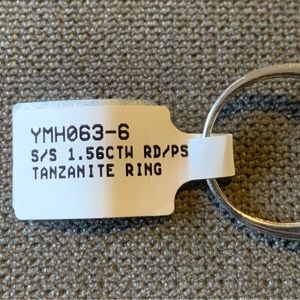 YMH063-6
S/S 1.56CTW RD/PS
TANZANITE RING